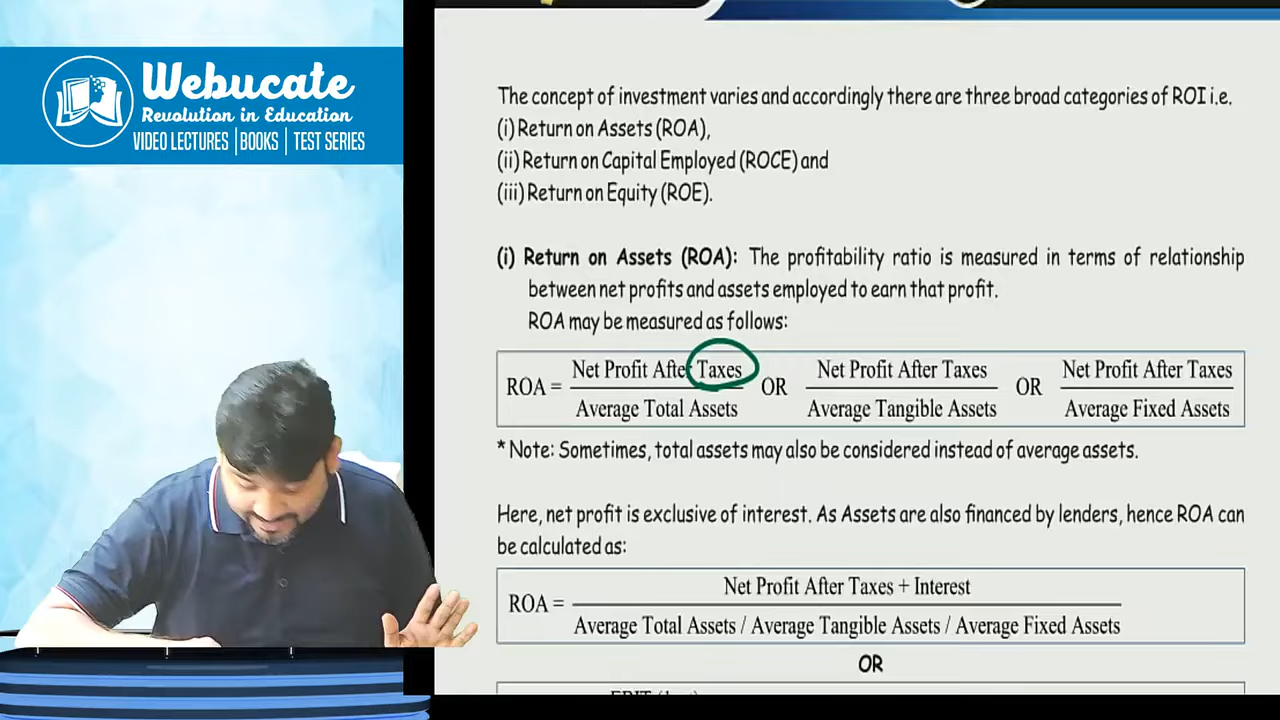 Webucate
Revolution in Education
VIDEO LECTURES | BOOKS | TEST SERIES
The concept of investment varies and accordingly there are three broad categories of ROI i.e.
(i) Return on Assets (ROA),
(ii) Return on Capital Employed (ROCE) and
(iii) Return on Equity (ROE).
(i) Return on Assets (ROA): The profitability ratio is measured in terms of relationship
between net profits and assets employed to earn that profit.
ROA may be measured as follows:
ROA = Net Profit After Taxes / Average Total Assets OR Net Profit After Taxes / Average Tangible Assets OR Net Profit After Taxes / Average Fixed Assets
* Note: Sometimes, total assets may also be considered instead of average assets.
Here, net profit is exclusive of interest. As Assets are also financed by lenders, hence ROA can
be calculated as:
ROA =
Net Profit After Taxes + Interest
Average Total Assets / Average Tangible Assets / Average Fixed Assets
OR